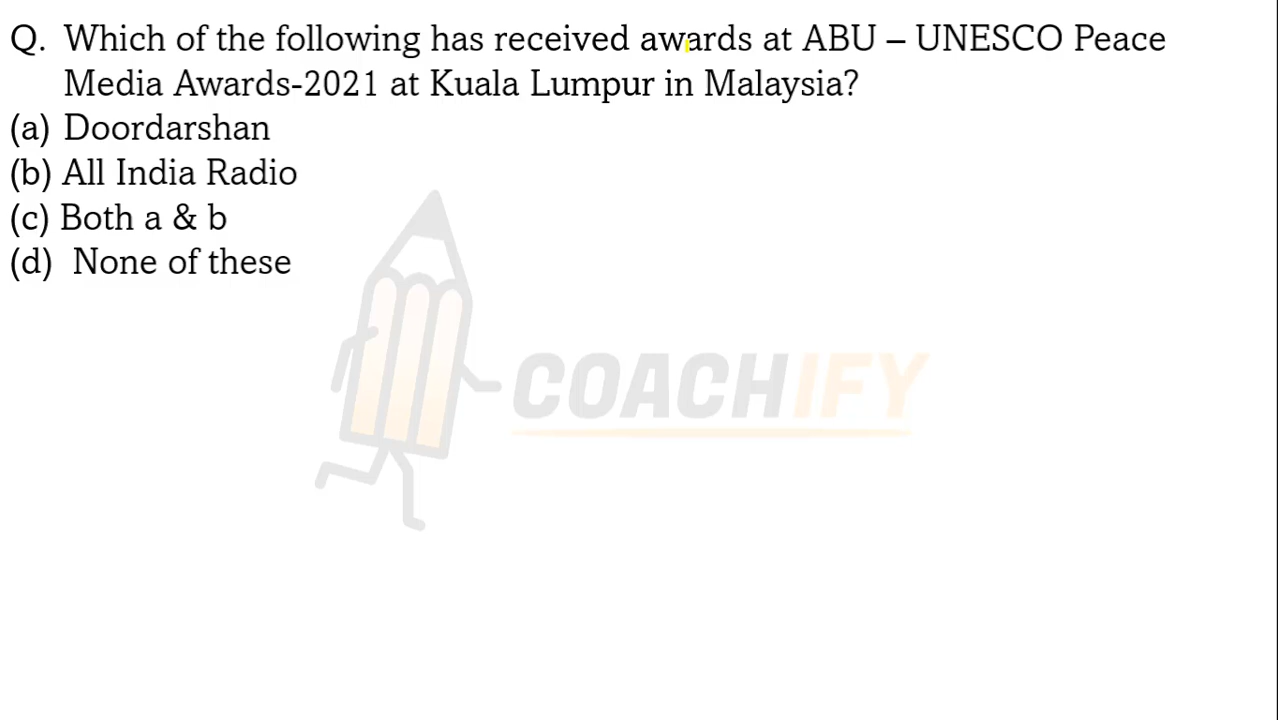 Q. Which of the following has received awards at ABU – UNESCO Peace
Media Awards-2021 at Kuala Lumpur in Malaysia?
(a) Doordarshan
(b) All India Radio
(c) Both a & b
(d) None of these
COACHIFY